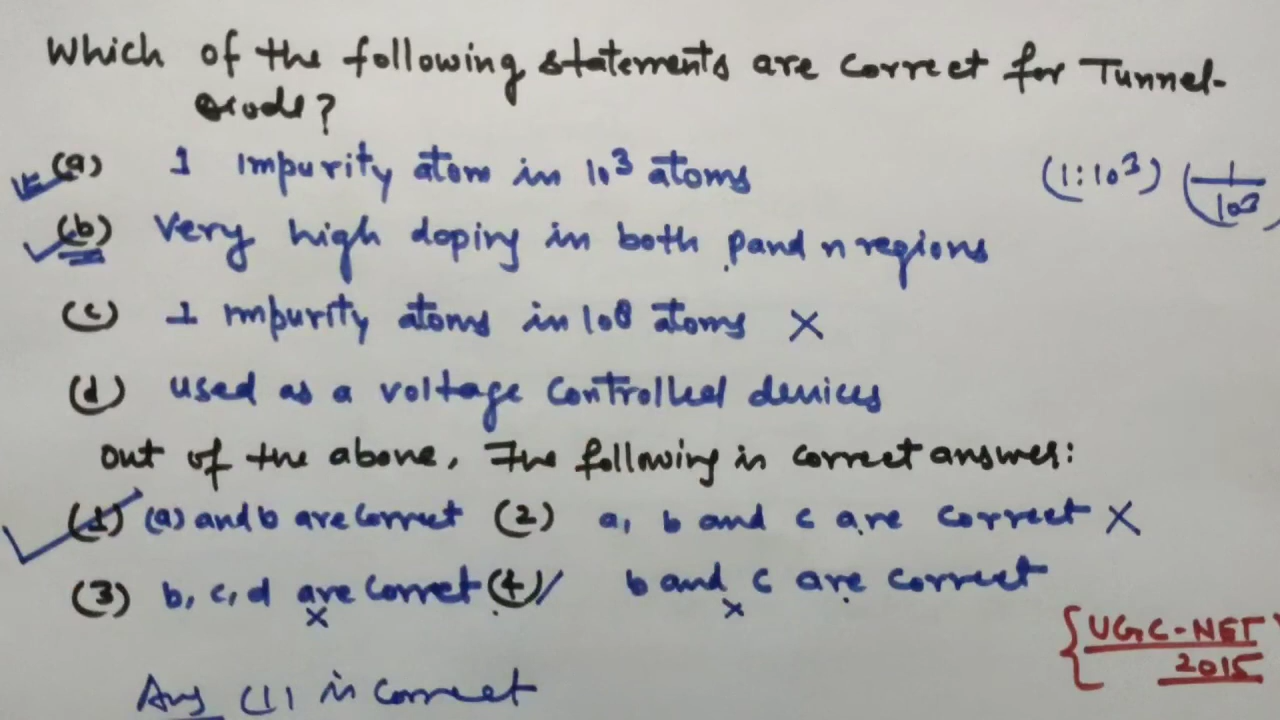 Which of the following statements are correct for Tunnel-
diode?
(a) 1 impurity atom in 10³ atoms (1:10³) (1/10³)
(b) Very high doping in both p and n regions
(c) 1 impurity atoms in 10⁸ atoms X
(d) used as a voltage controlled devices
out of the above, The following is correct answer:
(1) (a) and b are correct (2) a, b and c are correct X
(3) b, c, d are correct (4) b and c are correct
x x
{UGC-NET}
2015
Ans (1) is correct